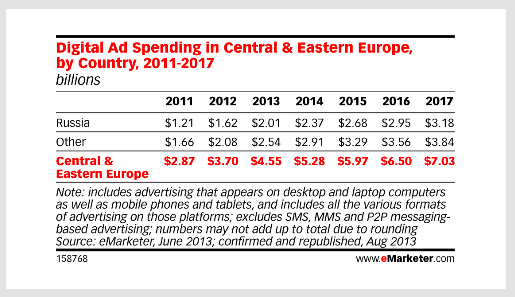 Digital Ad Spending in Central & Eastern Europe,
by Country, 2011-2017
billions
2011 2012 2013 2014 2015 2016 2017
Russia $1.21 $1.62 $2.01 $2.37 $2.68 $2.95 $3.18
Other $1.66 $2.08 $2.54 $2.91 $3.29 $3.56 $3.84
Central &
Eastern Europe $2.87 $3.70 $4.55 $5.28 $5.97 $6.50 $7.03
Note: includes advertising that appears on desktop and laptop computers
as well as mobile phones and tablets, and includes all the various formats
of advertising on those platforms; excludes SMS, MMS and P2P messaging-
based advertising; numbers may not add up to total due to rounding
Source: eMarketer, June 2013; confirmed and republished, Aug 2013
158768 www.eMarketer.com